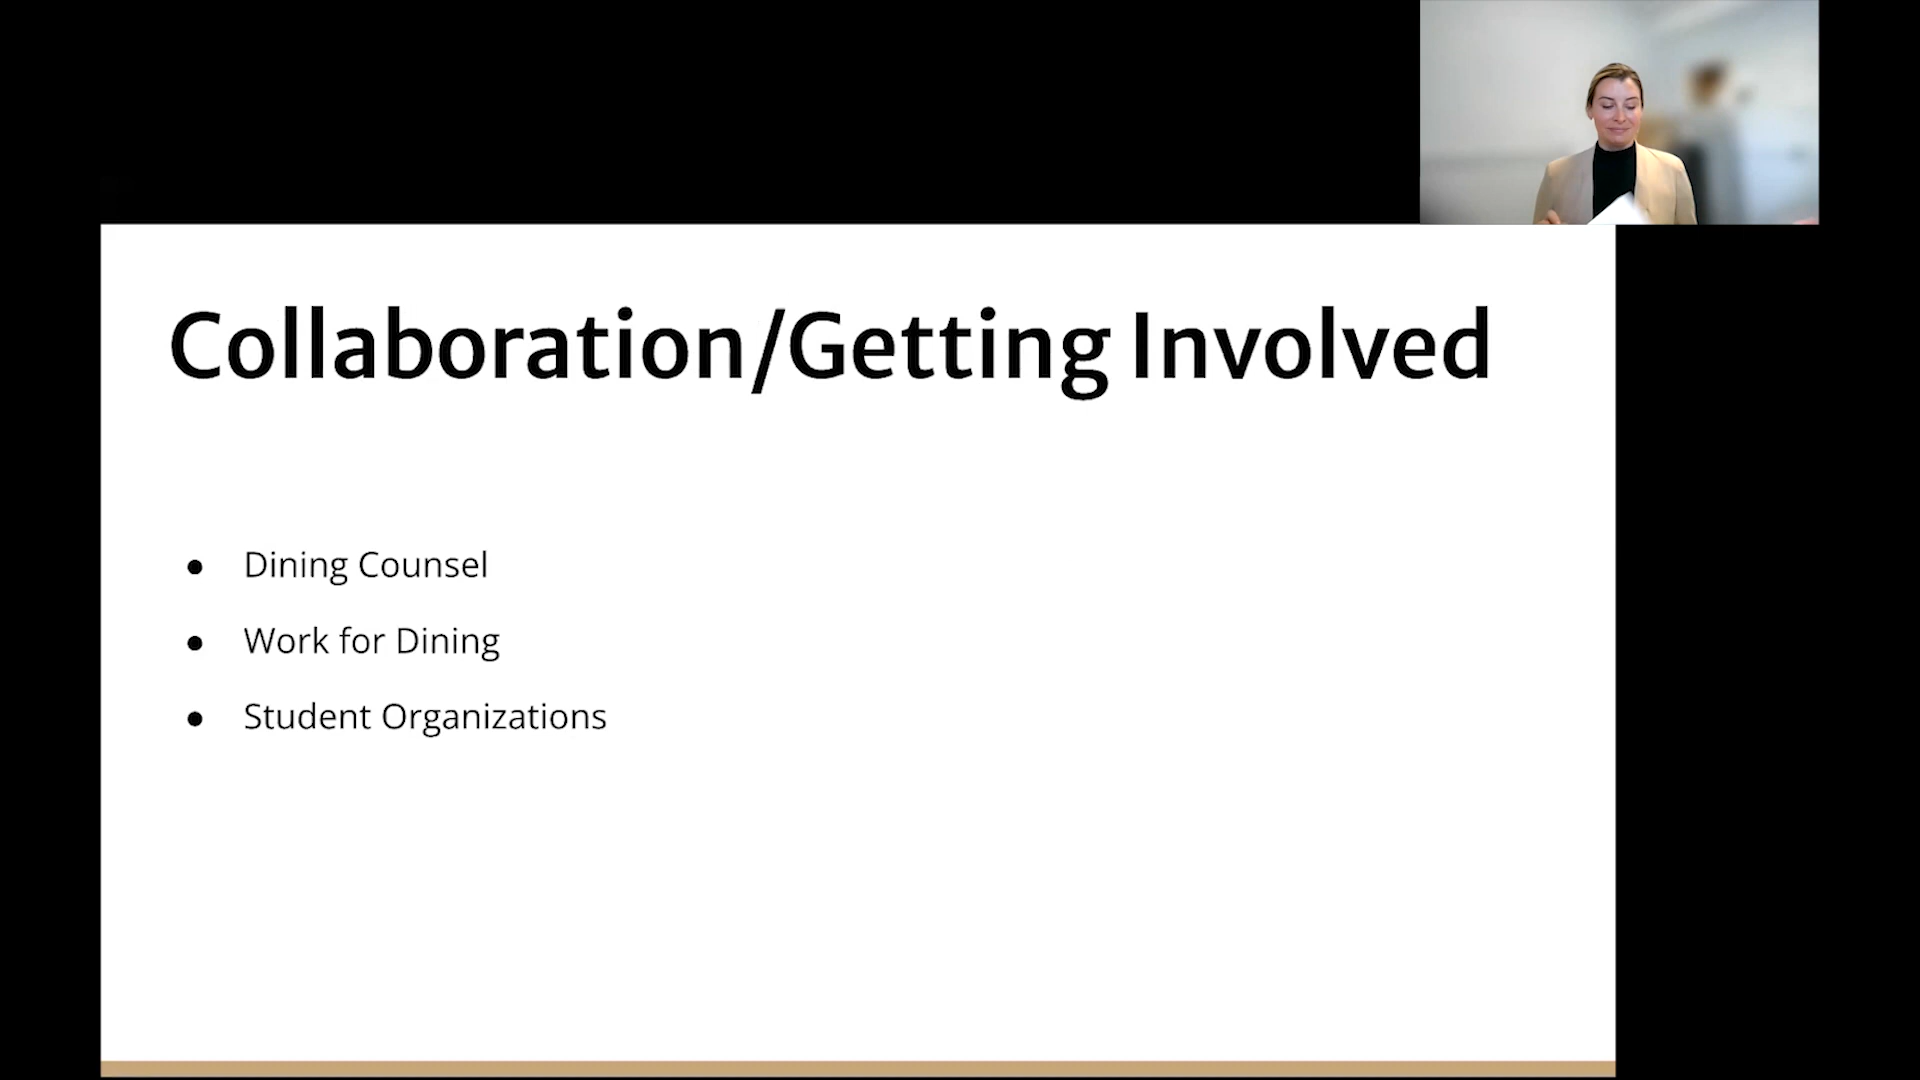 Collaboration/Getting Involved
● Dining Counsel
● Work for Dining
● Student Organizations